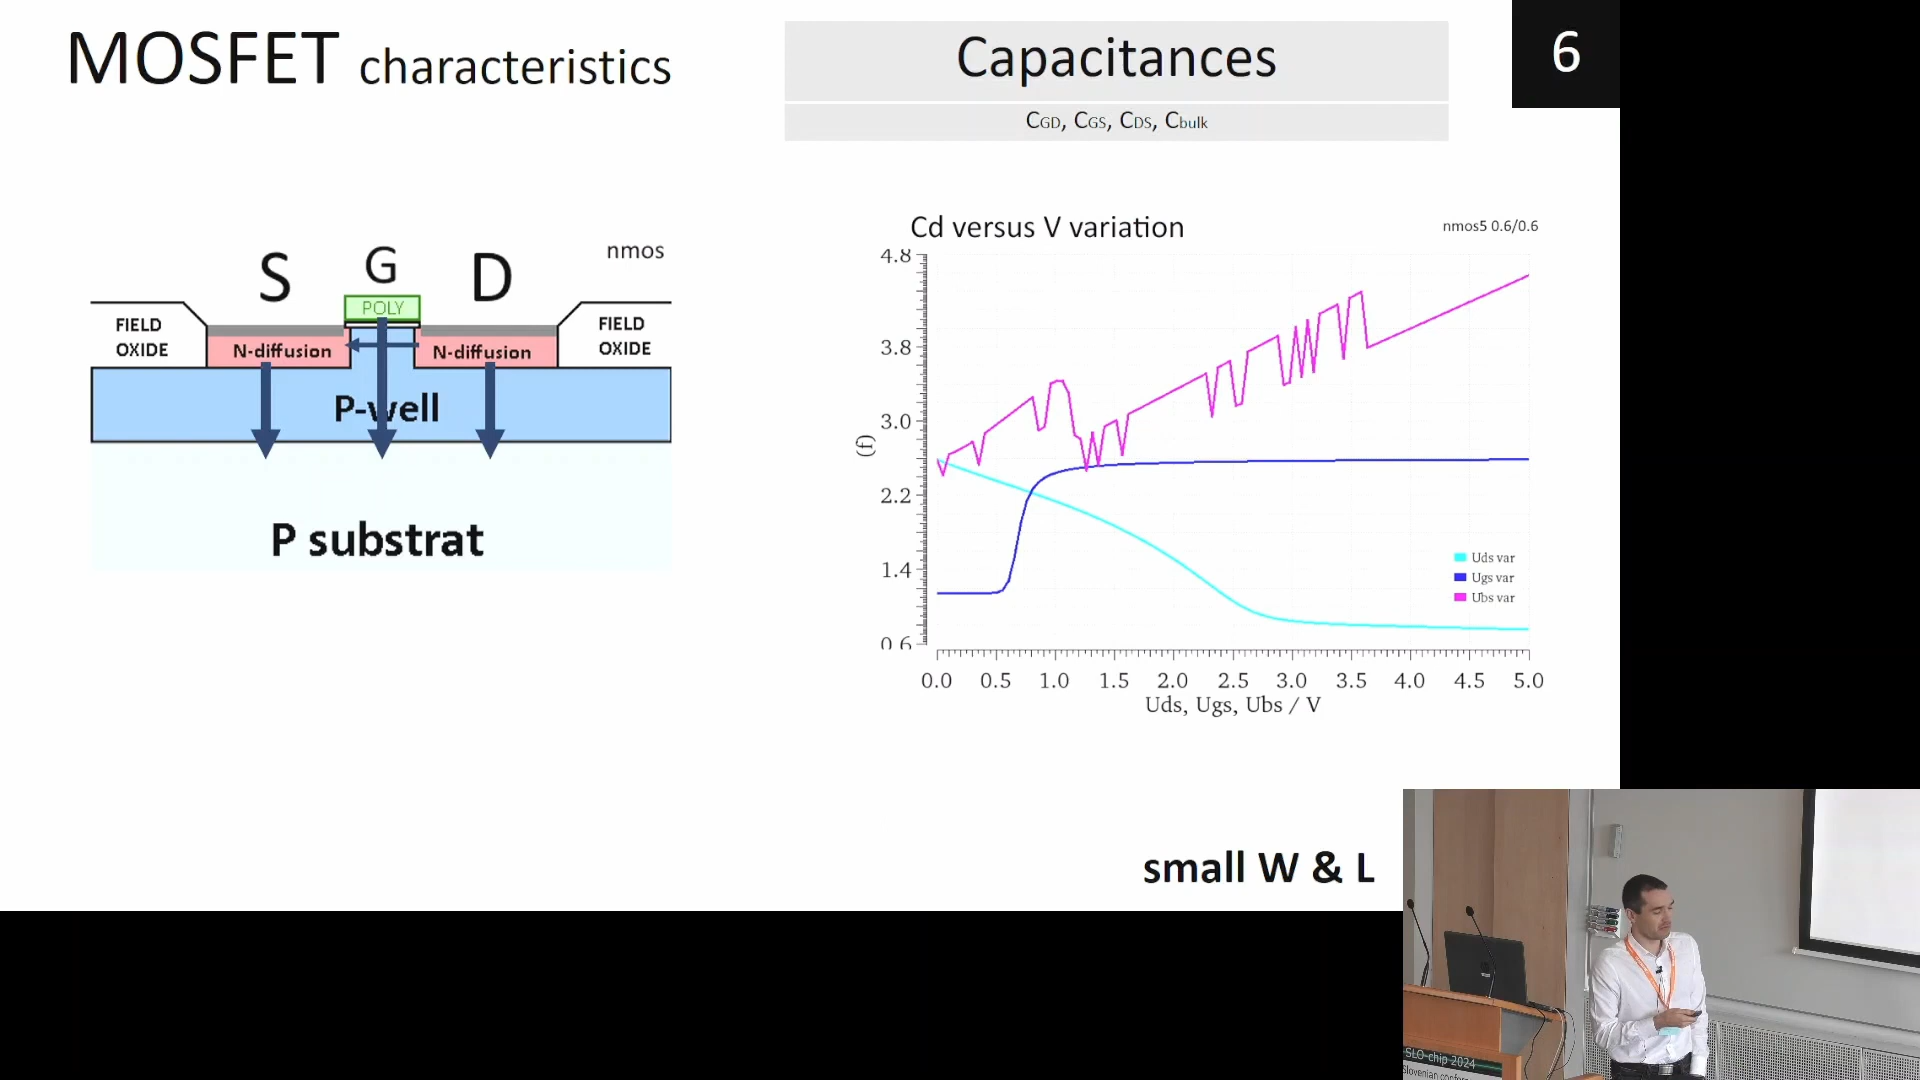 MOSFET characteristics
Capacitances
CGD, CGS, CDS, Cbulk
6
nmos
S
G
D
POLY
FIELD
OXIDE
N-diffusion
N-diffusion
FIELD
OXIDE
P-well
P substrat
Cd versus V variation
nmos5 0.6/0.6
4.8
3.8
3.0
2.2
1.4
0.6
(f)
Uds var
Ugs var
Ubs var
0.0 0.5 1.0 1.5 2.0 2.5 3.0 3.5 4.0 4.5 5.0
Uds, Ugs, Ubs / V
small W & L
SLO-chip 2024
Slovenian confer